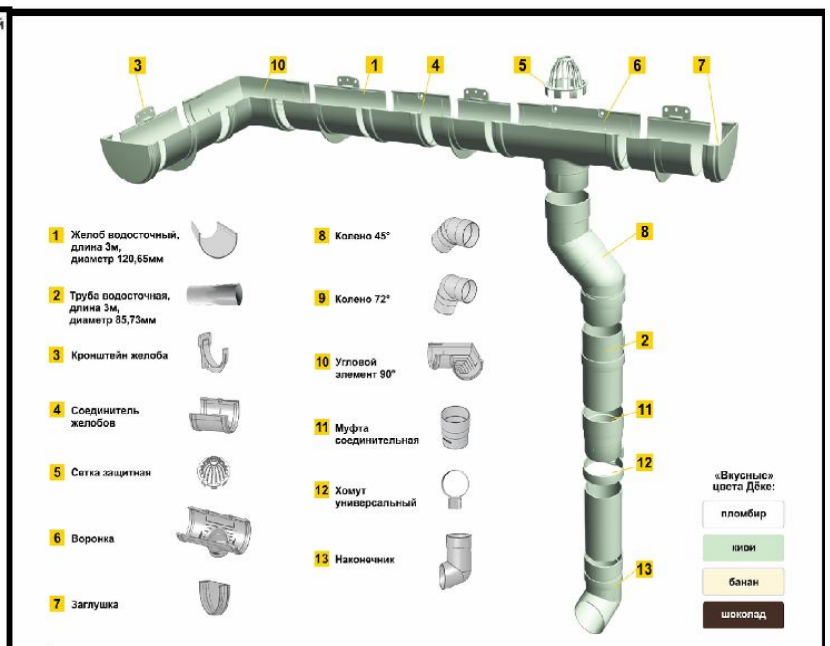 й
3
10
1
4
5
6
7
1 Желоб водосточный,
длина 3м,
диаметр 120,65мм
2 Труба водосточная,
длина 3м,
диаметр 85,73мм
3 Кронштейн желоба
4 Соединитель
желобов
5 Сетка защитная
6 Воронка
7 Заглушка
8 Колено 45°
9 Колено 72°
10 Угловой
элемент 90°
11 Муфта
соединительная
12 Хомут
универсальный
13 Наконечник
8
2
11
12
13
«Вкусные»
цвета Дёке:
пломбир
киви
банан
шоколад